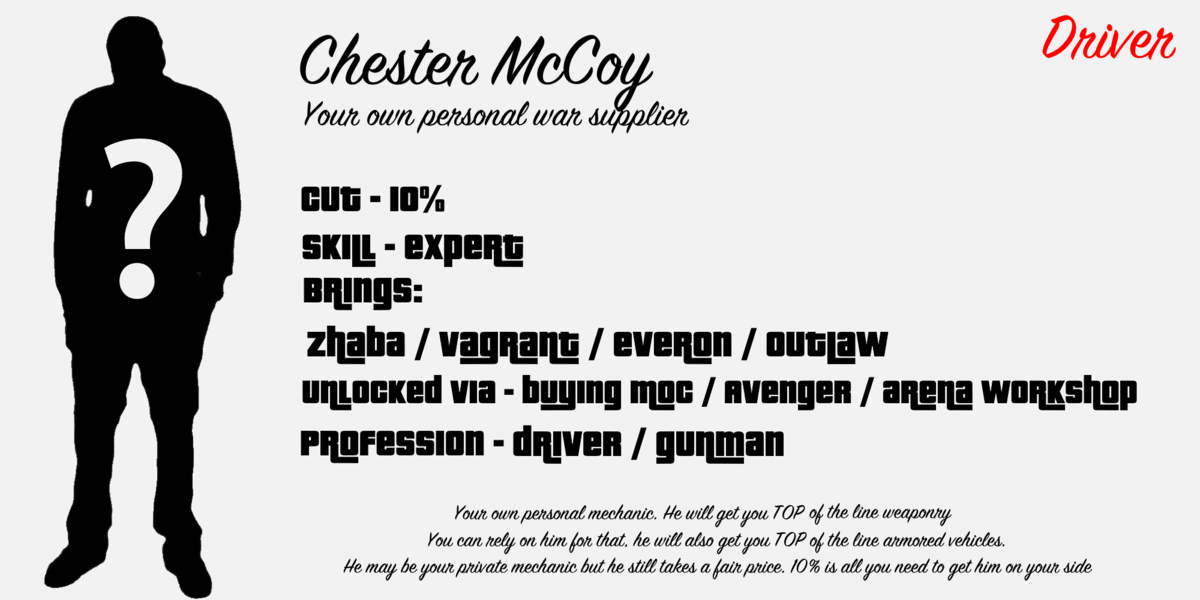 Driver
Chester McCoy
Your own personal war supplier
?
CUT - 10%
SKILL - EXPERT
BRINGS:
ZHABA / VAGRANT / EVERON / OUTLAW
UNLOCKED VIA - BUYING MOC / AVENGER / ARENA WORKSHOP
PROFESSION - DRIVER / GUNMAN
Your own personal mechanic. He will get you TOP of the line weaponry
You can rely on him for that, he will also get you TOP of the line armored vehicles.
He may be your private mechanic but he still takes a fair price. 10% is all you need to get him on your side